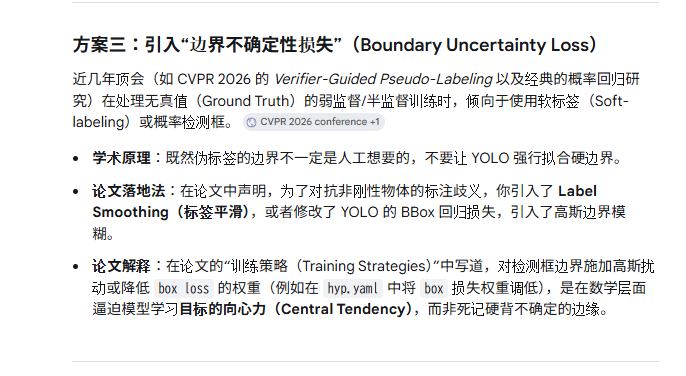 方案三：引入“边界不确定性损失”（Boundary Uncertainty Loss）
近几年顶会（如 CVPR 2026 的 Verifier-Guided Pseudo-Labeling 以及经典的概率回归研
究）在处理无真值（Ground Truth）的弱监督/半监督训练时，倾向于使用软标签（Soft-
labeling）或概率检测框。 CVPR 2026 conference +1
• 学术原理：既然伪标签的边界不一定是人工想要的，不要让 YOLO 强行拟合硬边界。
• 论文落地法：在论文中声明，为了对抗非刚性物体的标注歧义，你引入了 Label
Smoothing（标签平滑），或者修改了 YOLO 的 BBox 回归损失，引入了高斯边界模
糊。
• 论文解释：在论文的“训练策略（Training Strategies）”中写道，对检测框边界施加高斯扰
动或降低 box loss 的权重（例如在 hyp.yaml 中将 box 损失权重调低），是在数学层面
逼迫模型学习目标的向心力（Central Tendency），而非死记硬背不确定的边缘。